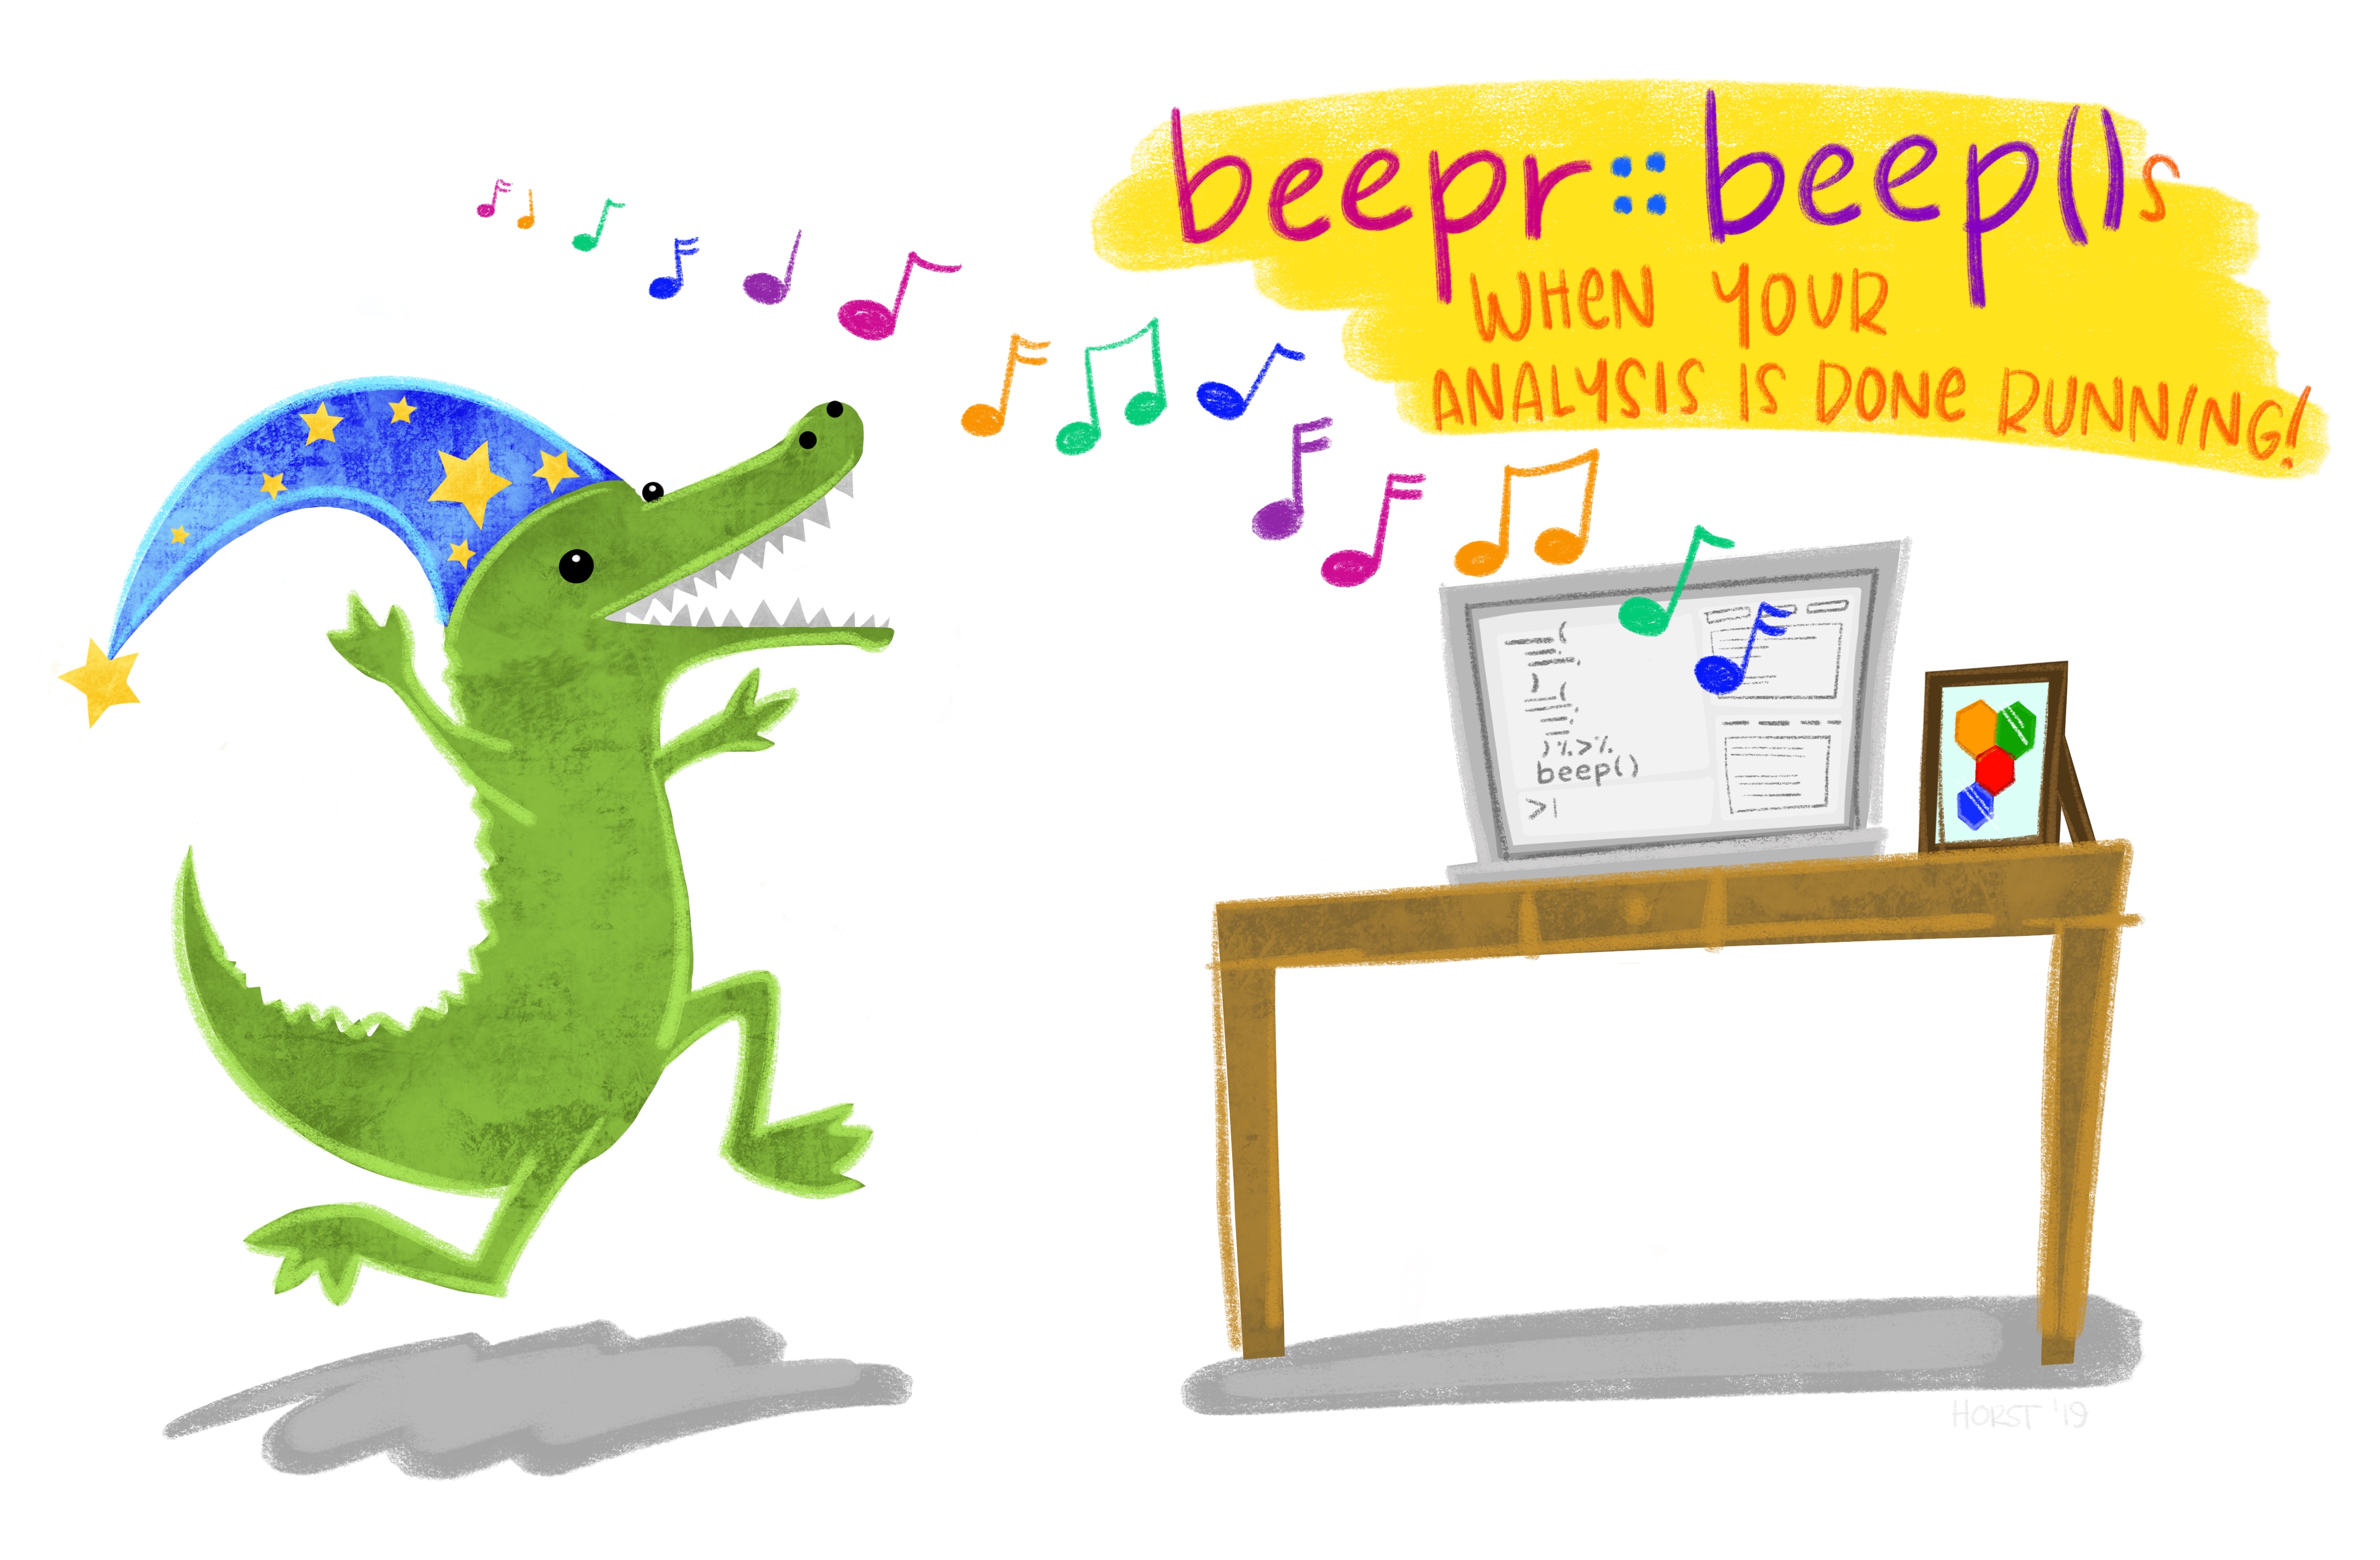 beepr::beep()s
WHEN YOUR
ANALYSIS IS DONE RUNNING!
) %>%
beep()
>|
HORST '19